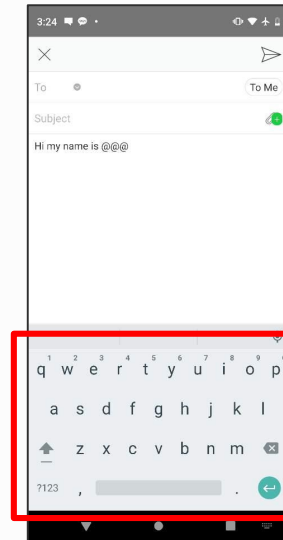 3:24
To
To Me
Subject
Hi my name is @@@
1 2 3 4 5 6 7 8 9
q w e r t y u i o p
a s d f g h j k l
z x c v b n m
?123 , .